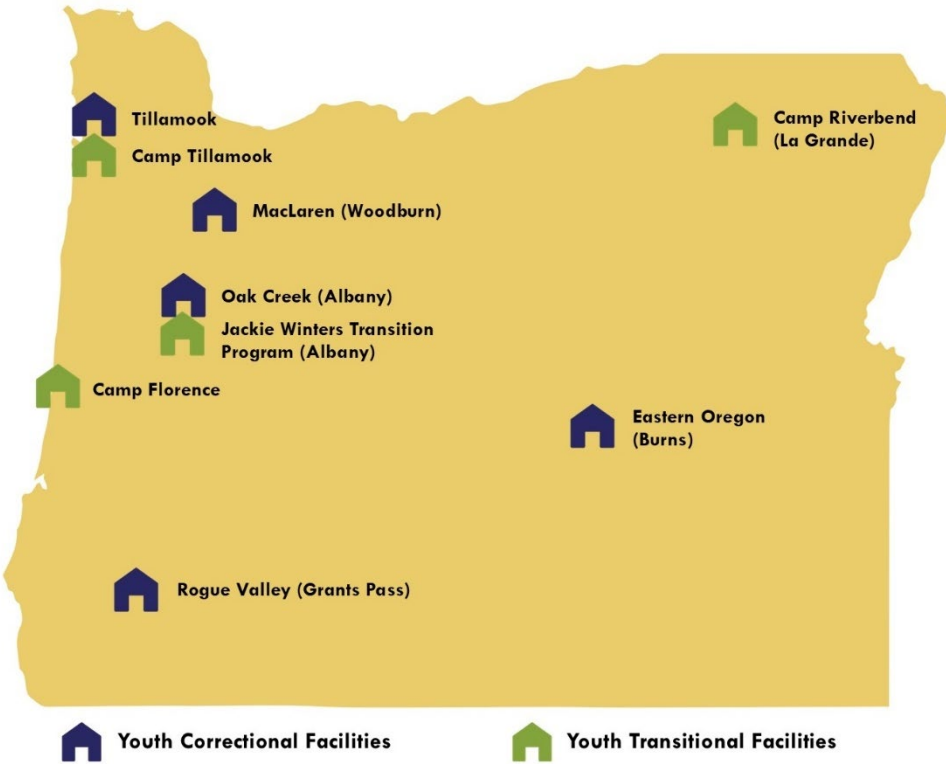 Tillamook
Camp Tillamook
Camp Riverbend
(La Grande)
MacLaren (Woodburn)
Oak Creek (Albany)
Jackie Winters Transition
Program (Albany)
Camp Florence
Eastern Oregon
(Burns)
Rogue Valley (Grants Pass)
Youth Correctional Facilities
Youth Transitional Facilities